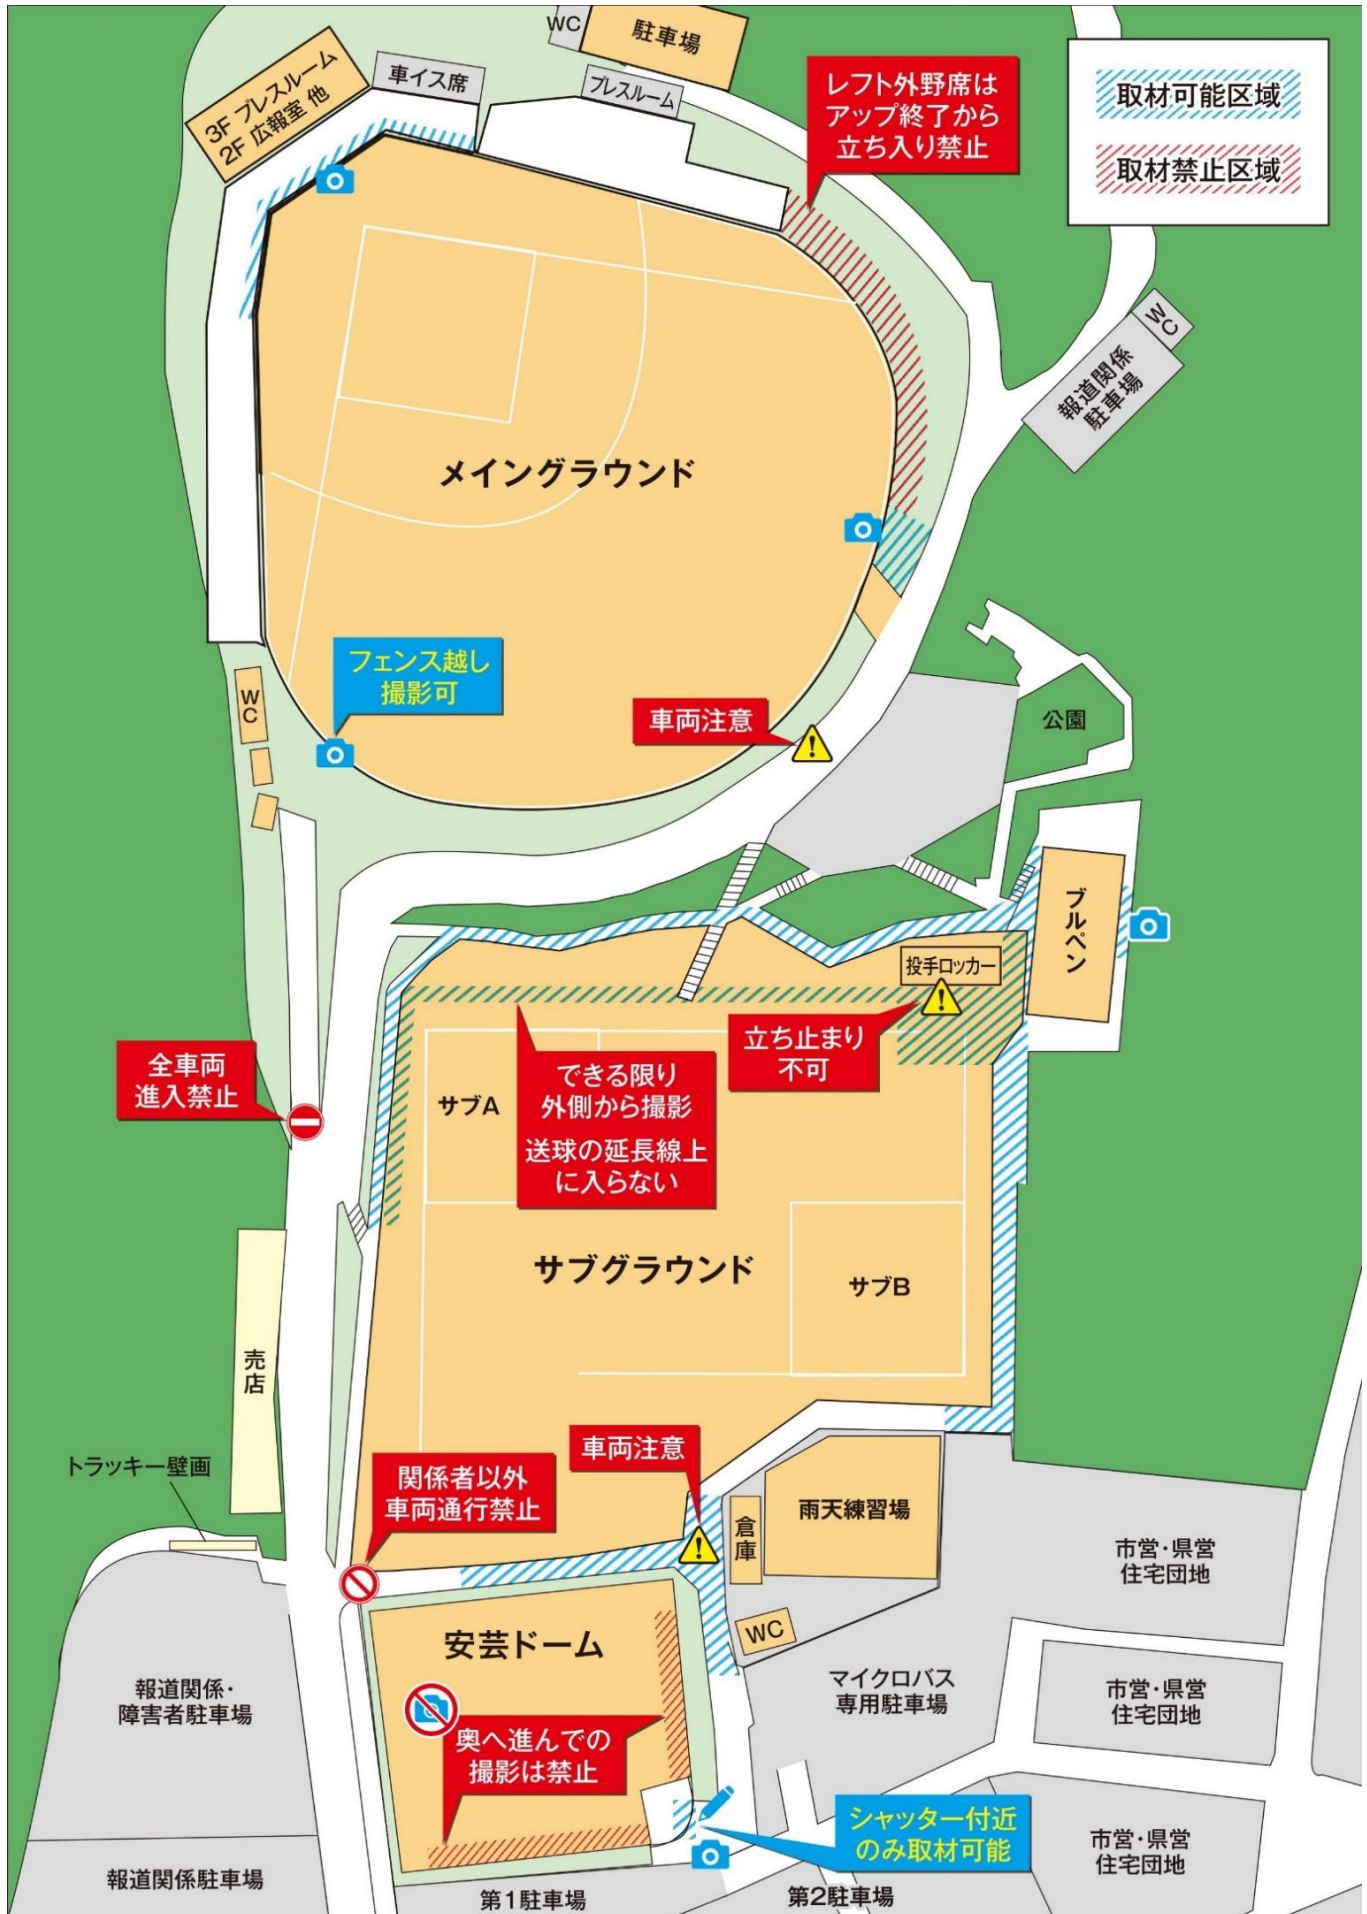 WC
駐車場
3F プレスルーム
2F 広報室 他
車イス席
プレスルーム
レフト外野席は
アップ終了から
立ち入り禁止
取材可能区域
取材禁止区域
WC
報道関係
駐車場
メイングラウンド
フェンス越し
撮影可
WC
車両注意
公園
ブルペン
投手ロッカー
立ち止まり
不可
全車両
進入禁止
サブA
できる限り
外側から撮影
送球の延長線上
に入らない
サブグラウンド
サブB
売店
トラッキー壁画
関係者以外
車両通行禁止
車両注意
倉庫
雨天練習場
市営・県営
住宅団地
WC
安芸ドーム
報道関係・
障害者駐車場
マイクロバス
専用駐車場
市営・県営
住宅団地
奥へ進んでの
撮影は禁止
シャッター付近
のみ取材可能
市営・県営
住宅団地
報道関係駐車場
第1駐車場
第2駐車場